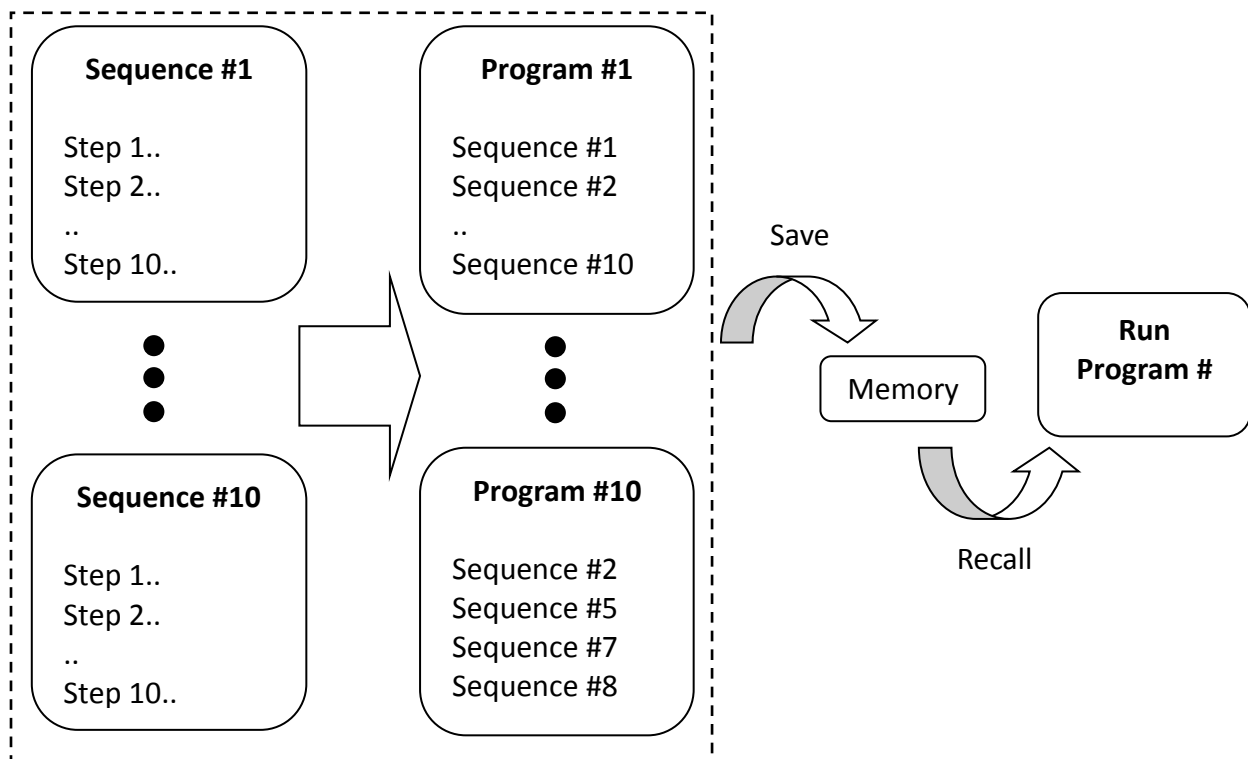 Sequence #1
Step 1..
Step 2..
..
Step 10..
Program #1
Sequence #1
Sequence #2
..
Sequence #10
Sequence #10
Step 1..
Step 2..
..
Step 10..
Program #10
Sequence #2
Sequence #5
Sequence #7
Sequence #8
Save
Memory
Recall
Run
Program #